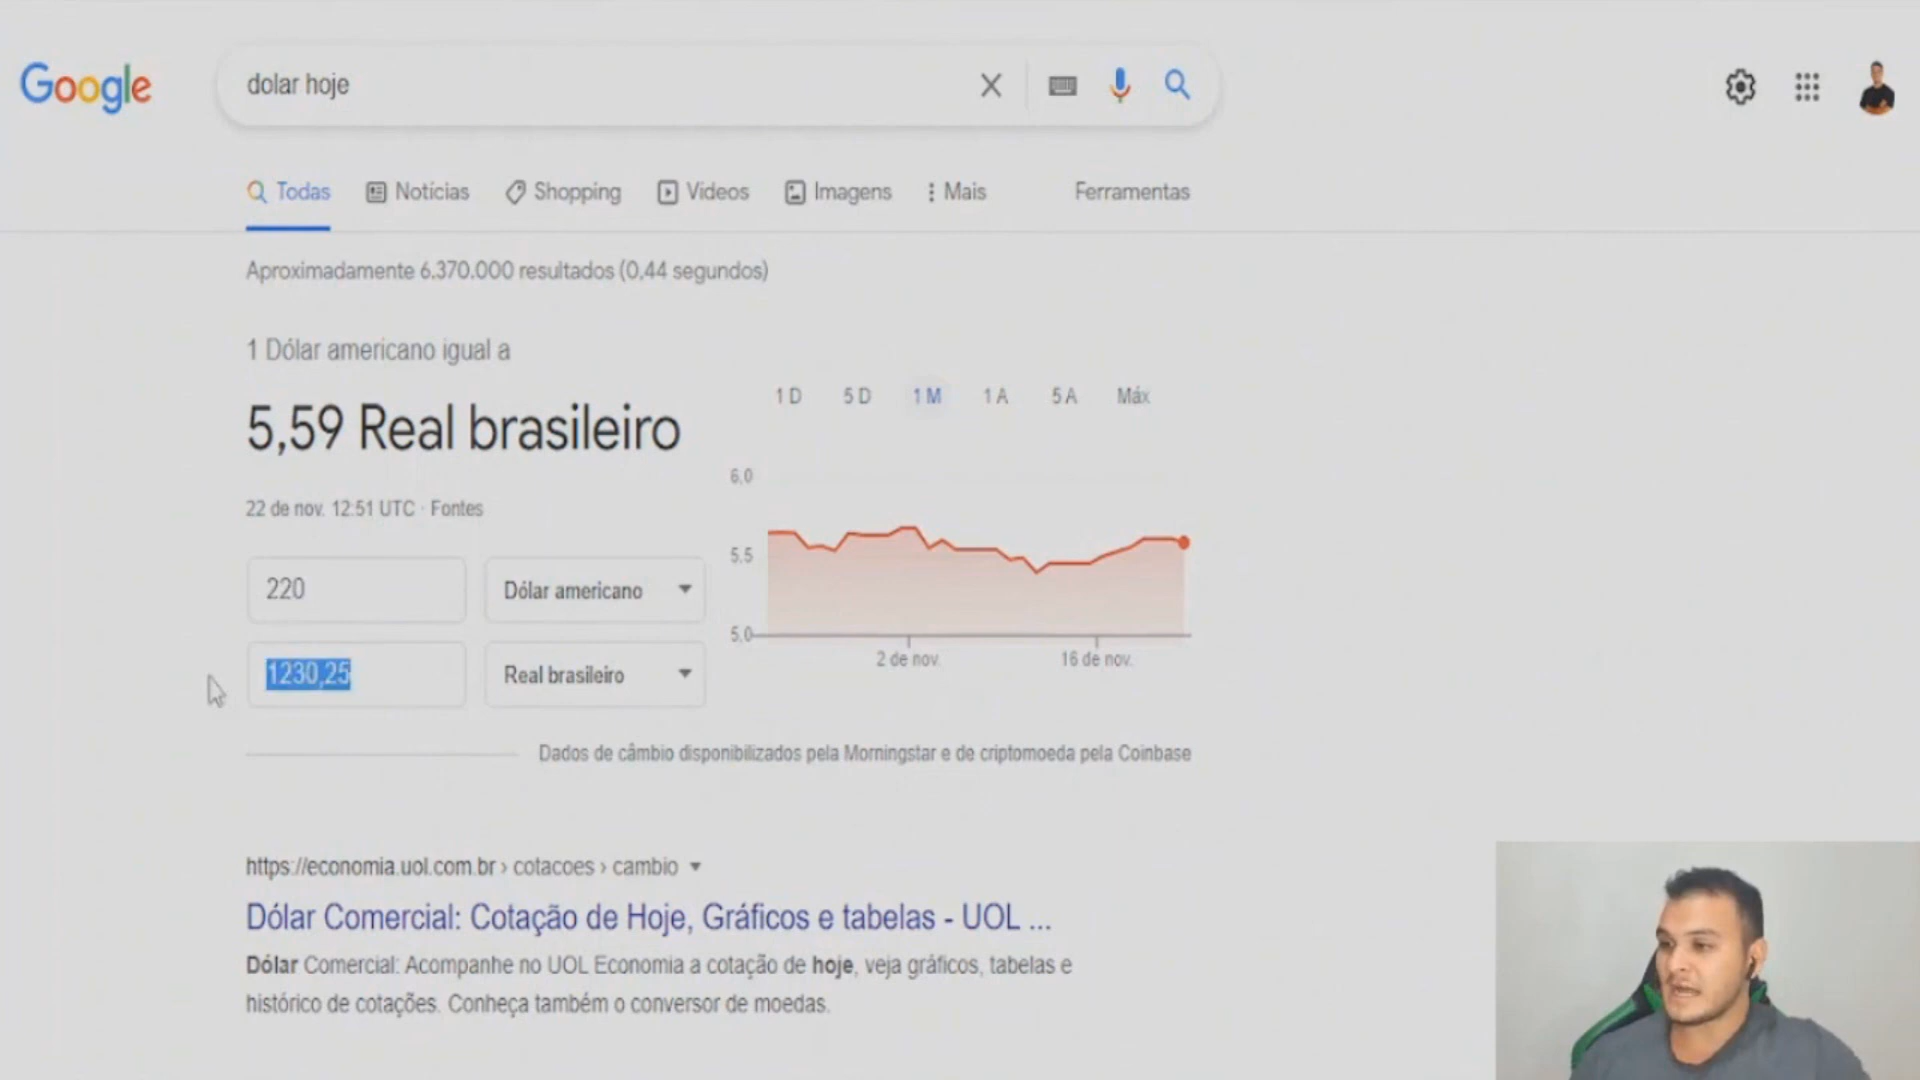 Google
dolar hoje
Todas Notícias Shopping Vídeos Imagens Mais Ferramentas
Aproximadamente 6.370.000 resultados (0,44 segundos)
1 Dólar americano igual a
5,59 Real brasileiro
22 de nov. 12:51 UTC · Fontes
1 D 5 D 1 M 1 A 5 A Máx
6,0
5,5
5,0
2 de nov. 16 de nov.
220 Dólar americano
1230,25 Real brasileiro
Dados de câmbio disponibilizados pela Morningstar e de criptomoeda pela Coinbase
https://economia.uol.com.br › cotacoes › cambio
Dólar Comercial: Cotação de Hoje, Gráficos e tabelas - UOL ...
Dólar Comercial: Acompanhe no UOL Economia a cotação de hoje, veja gráficos, tabelas e
histórico de cotações. Conheça também o conversor de moedas.